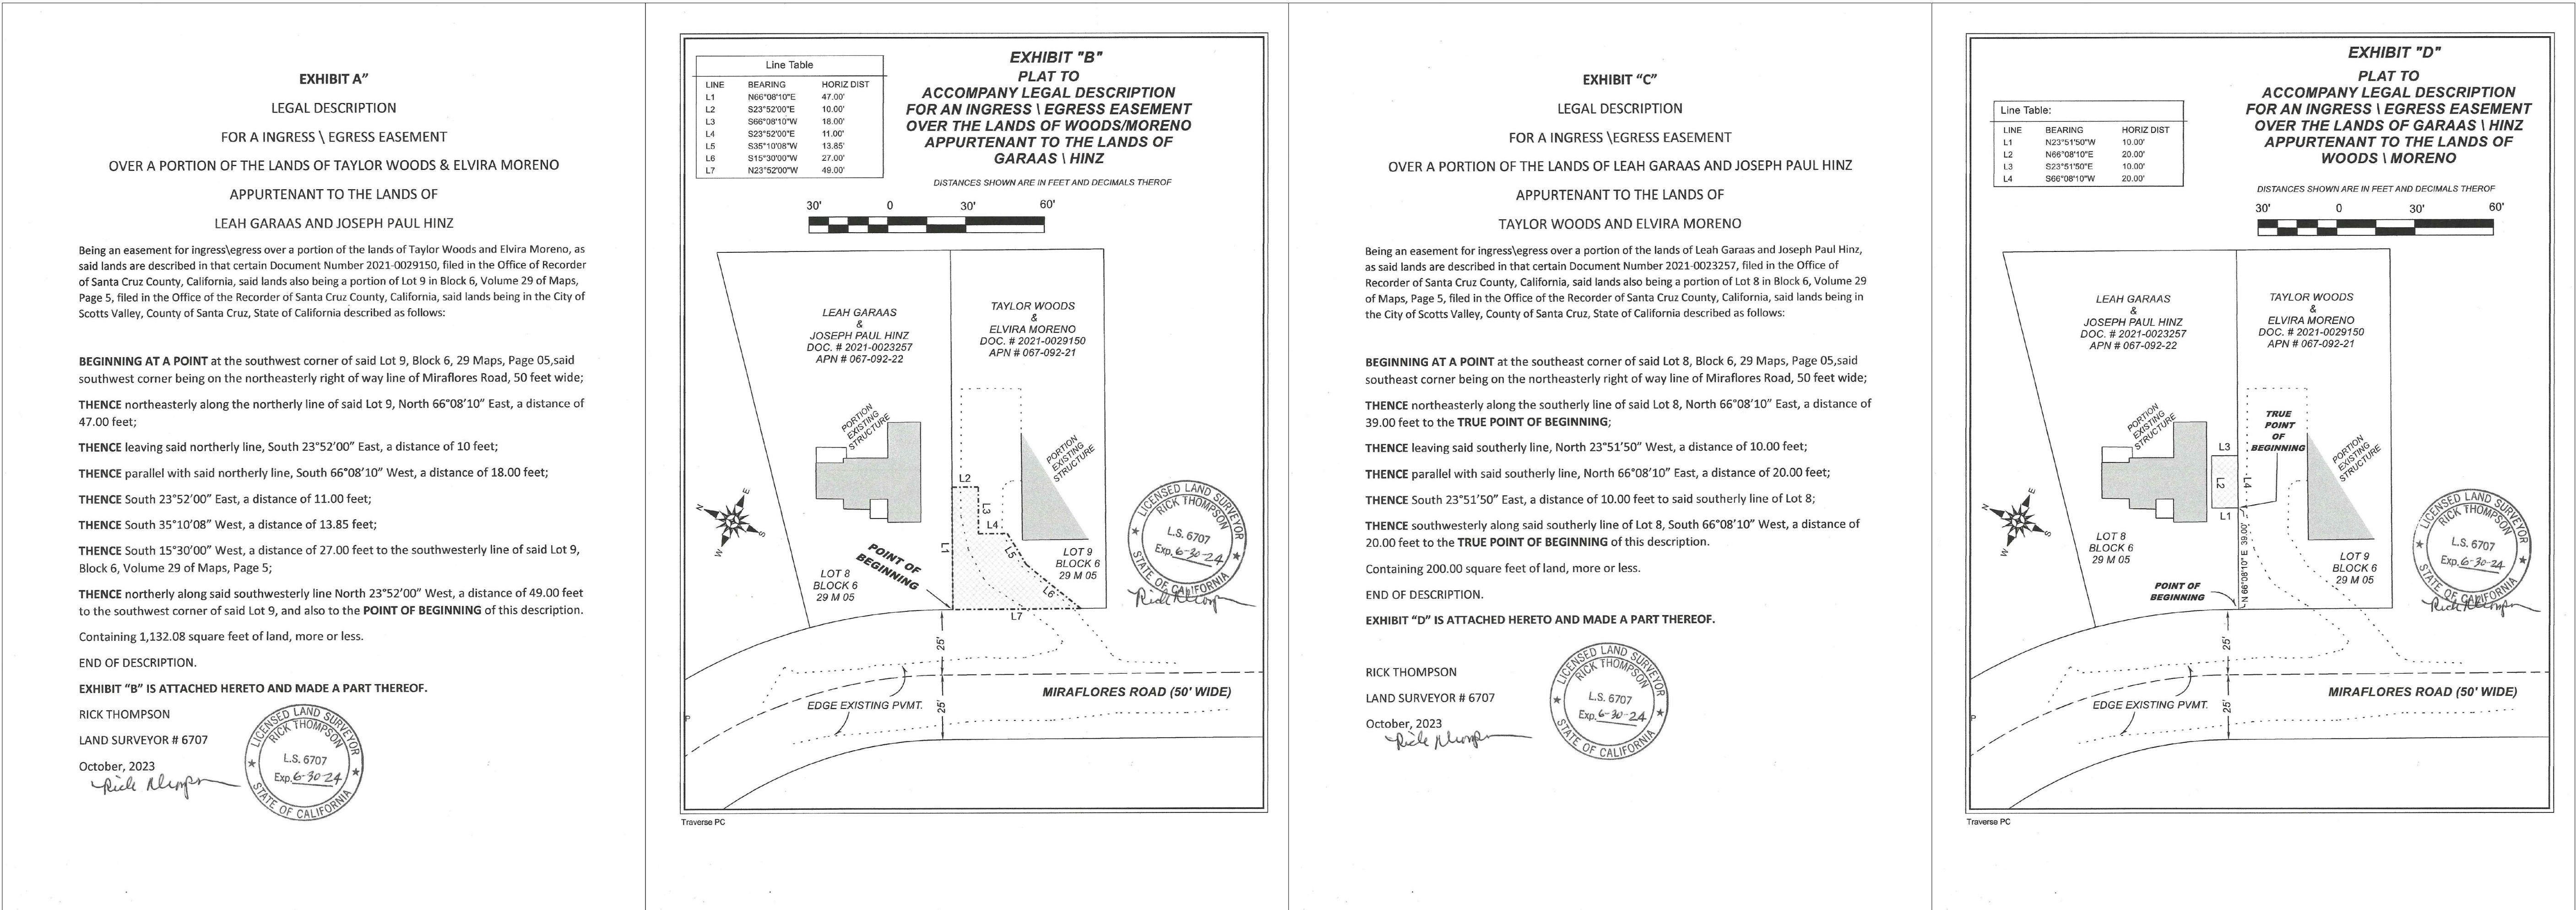 EXHIBIT A”
LEGAL DESCRIPTION
FOR A INGRESS \ EGRESS EASEMENT
OVER A PORTION OF THE LANDS OF TAYLOR WOODS & ELVIRA MORENO
APPURTENANT TO THE LANDS OF
LEAH GARAAS AND JOSEPH PAUL HINZ
Being an easement for ingress\egress over a portion of the lands of Taylor Woods and Elvira Moreno, as
said lands are described in that certain Document Number 2021-0029150, filed in the Office of Recorder
of Santa Cruz County, California, said lands also being a portion of Lot 9 in Block 6, Volume 29 of Maps,
Page 5, filed in the Office of the Recorder of Santa Cruz County, California, said lands being in the City of
Scotts Valley, County of Santa Cruz, State of California described as follows:
BEGINNING AT A POINT at the southwest corner of said Lot 9, Block 6, 29 Maps, Page 05,said
southwest corner being on the northeasterly right of way line of Miraflores Road, 50 feet wide;
THENCE northeasterly along the northerly line of said Lot 9, North 66°08’10” East, a distance of
47.00 feet;
THENCE leaving said northerly line, South 23°52’00” East, a distance of 10 feet;
THENCE parallel with said northerly line, South 66°08’10” West, a distance of 18.00 feet;
THENCE South 23°52’00” East, a distance of 11.00 feet;
THENCE South 35°10’08” West, a distance of 13.85 feet;
THENCE South 15°30’00” West, a distance of 27.00 feet to the southwesterly line of said Lot 9,
Block 6, Volume 29 of Maps, Page 5;
THENCE northerly along said southwesterly line North 23°52’00” West, a distance of 49.00 feet
to the southwest corner of said Lot 9, and also to the POINT OF BEGINNING of this description.
Containing 1,132.08 square feet of land, more or less.
END OF DESCRIPTION.
EXHIBIT “B” IS ATTACHED HERETO AND MADE A PART THEREOF.
RICK THOMPSON
LAND SURVEYOR # 6707
October, 2023
LICENSED LAND SURVEYOR
RICK THOMPSON
L.S. 6707
Exp. 6-30-24
STATE OF CALIFORNIA
EXHIBIT "B"
PLAT TO
ACCOMPANY LEGAL DESCRIPTION
FOR AN INGRESS \ EGRESS EASEMENT
OVER THE LANDS OF WOODS/MORENO
APPURTENANT TO THE LANDS OF
GARAAS \ HINZ
Line Table
LINE BEARING HORIZ DIST
L1 N66°08'10"E 47.00'
L2 S23°52'00"E 10.00'
L3 S66°08'10"W 18.00'
L4 S23°52'00"E 11.00'
L5 S35°10'08"W 13.85'
L6 S15°30'00"W 27.00'
L7 N23°52'00"W 49.00'
DISTANCES SHOWN ARE IN FEET AND DECIMALS THEROF
30' 0 30' 60'
LEAH GARAAS
&
JOSEPH PAUL HINZ
DOC. # 2021-0023257
APN # 067-092-22
TAYLOR WOODS
&
ELVIRA MORENO
DOC. # 2021-0029150
APN # 067-092-21
PORTION
EXISTING
STRUCTURE
PORTION
EXISTING
STRUCTURE
L2
L3
L4
L1
L5
L6
L7
N
E
S
W
POINT OF
BEGINNING
LOT 8
BLOCK 6
29 M 05
LOT 9
BLOCK 6
29 M 05
LICENSED LAND SURVEYOR
RICK THOMPSON
L.S. 6707
Exp. 6-30-24
STATE OF CALIFORNIA
25'
25'
MIRAFLORES ROAD (50' WIDE)
EDGE EXISTING PVMT.
P
Traverse PC
EXHIBIT “C”
LEGAL DESCRIPTION
FOR A INGRESS \EGRESS EASEMENT
OVER A PORTION OF THE LANDS OF LEAH GARAAS AND JOSEPH PAUL HINZ
APPURTENANT TO THE LANDS OF
TAYLOR WOODS AND ELVIRA MORENO
Being an easement for ingress\egress over a portion of the lands of Leah Garaas and Joseph Paul Hinz,
as said lands are described in that certain Document Number 2021-0023257, filed in the Office of
Recorder of Santa Cruz County, California, said lands also being a portion of Lot 8 in Block 6, Volume 29
of Maps, Page 5, filed in the Office of the Recorder of Santa Cruz County, California, said lands being in
the City of Scotts Valley, County of Santa Cruz, State of California described as follows:
BEGINNING AT A POINT at the southeast corner of said Lot 8, Block 6, 29 Maps, Page 05,said
southeast corner being on the northeasterly right of way line of Miraflores Road, 50 feet wide;
THENCE northeasterly along the southerly line of said Lot 8, North 66°08’10” East, a distance of
39.00 feet to the TRUE POINT OF BEGINNING;
THENCE leaving said southerly line, North 23°51’50” West, a distance of 10.00 feet;
THENCE parallel with said southerly line, North 66°08’10” East, a distance of 20.00 feet;
THENCE South 23°51’50” East, a distance of 10.00 feet to said southerly line of Lot 8;
THENCE southwesterly along said southerly line of Lot 8, South 66°08’10” West, a distance of
20.00 feet to the TRUE POINT OF BEGINNING of this description.
Containing 200.00 square feet of land, more or less.
END OF DESCRIPTION.
EXHIBIT “D” IS ATTACHED HERETO AND MADE A PART THEREOF.
RICK THOMPSON
LAND SURVEYOR # 6707
October, 2023
LICENSED LAND SURVEYOR
RICK THOMPSON
L.S. 6707
Exp. 6-30-24
STATE OF CALIFORNIA
EXHIBIT "D"
PLAT TO
ACCOMPANY LEGAL DESCRIPTION
FOR AN INGRESS \ EGRESS EASEMENT
OVER THE LANDS OF GARAAS \ HINZ
APPURTENANT TO THE LANDS OF
WOODS \ MORENO
Line Table:
LINE BEARING HORIZ DIST
L1 N23°51'50"W 10.00'
L2 N66°08'10"E 20.00'
L3 S23°51'50"E 10.00'
L4 S66°08'10"W 20.00'
DISTANCES SHOWN ARE IN FEET AND DECIMALS THEROF
30' 0 30' 60'
LEAH GARAAS
&
JOSEPH PAUL HINZ
DOC. # 2021-0023257
APN # 067-092-22
TAYLOR WOODS
&
ELVIRA MORENO
DOC. # 2021-0029150
APN # 067-092-21
PORTION
EXISTING
STRUCTURE
TRUE
POINT
OF
BEGINNING
PORTION
EXISTING
STRUCTURE
L3
L2
L4
L1
N 66°08'10" E 39.00'
N
E
S
W
LOT 8
BLOCK 6
29 M 05
LOT 9
BLOCK 6
29 M 05
POINT OF
BEGINNING
LICENSED LAND SURVEYOR
RICK THOMPSON
L.S. 6707
Exp. 6-30-24
STATE OF CALIFORNIA
25'
25'
MIRAFLORES ROAD (50' WIDE)
EDGE EXISTING PVMT.
P
Traverse PC